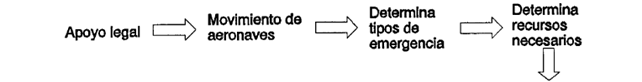 Apoyo legal
Movimiento de
aeronaves
Determina
tipos de
emergencia
Determina
recursos
necesarios